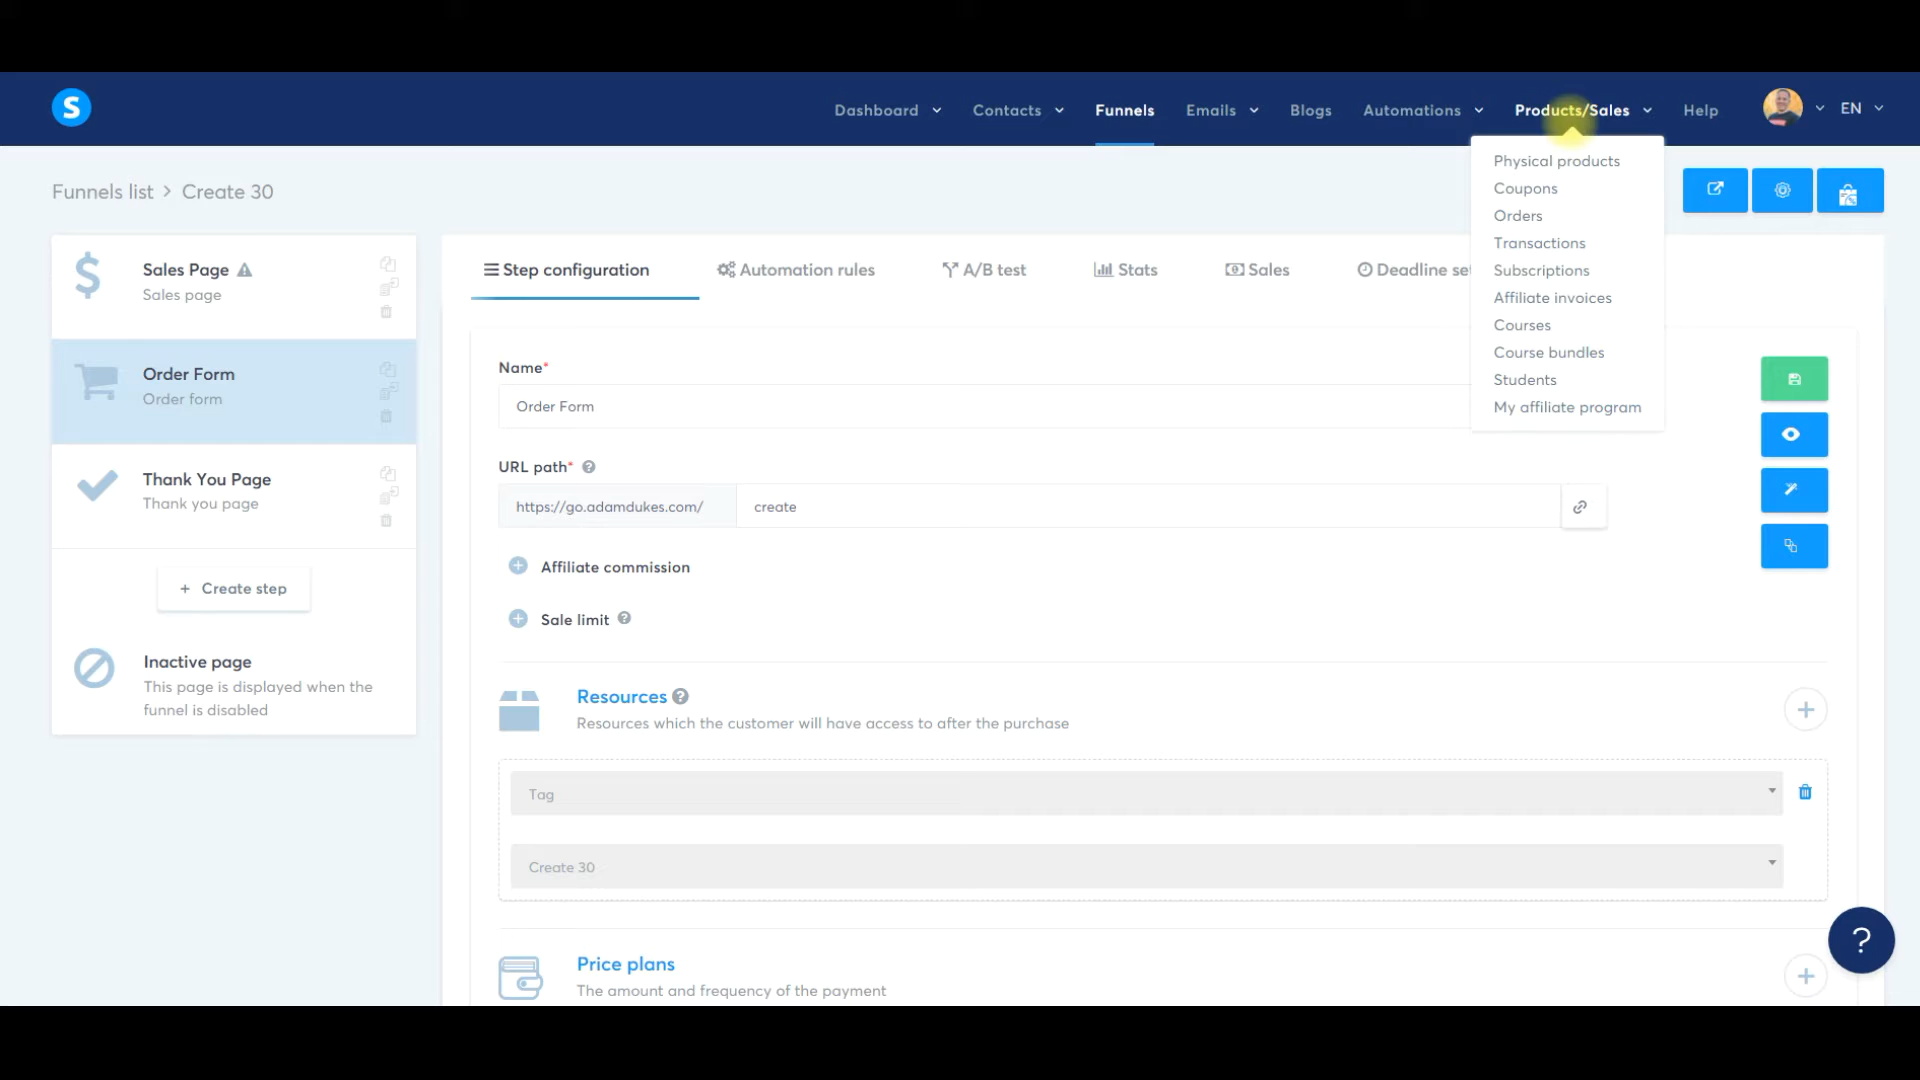 S
Dashboard
Contacts
Funnels
Emails
Blogs
Automations
Products/Sales
Help
EN
Physical products
Coupons
Orders
Transactions
Subscriptions
Affiliate invoices
Courses
Course bundles
Students
My affiliate program
Funnels list > Create 30
Sales Page
Sales page
Order Form
Order form
Thank You Page
Thank you page
+ Create step
Inactive page
This page is displayed when the
funnel is disabled
Step configuration
Automation rules
A/B test
Stats
Sales
Deadline set
Name*
Order Form
URL path* ?
https://go.adamdukes.com/
create
Affiliate commission
Sale limit ?
Resources ?
Resources which the customer will have access to after the purchase
Tag
Create 30
Price plans
The amount and frequency of the payment
?